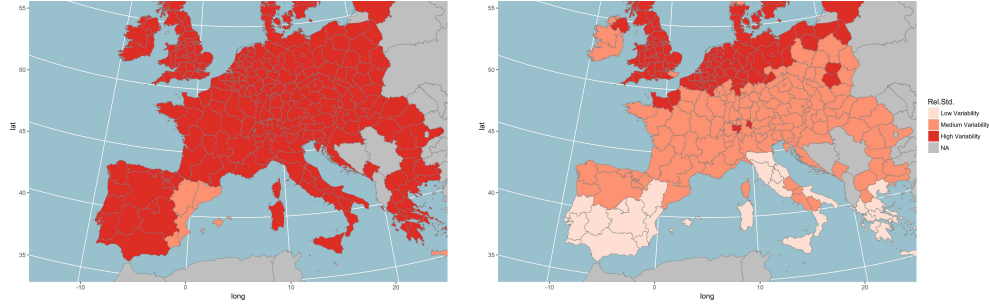 55
50
45
40
35
lat
-10
0
10
20
long
55
50
45
40
35
lat
-10
0
10
20
long
Rel.Std.
Low Variability
Medium Variability
High Variability
NA